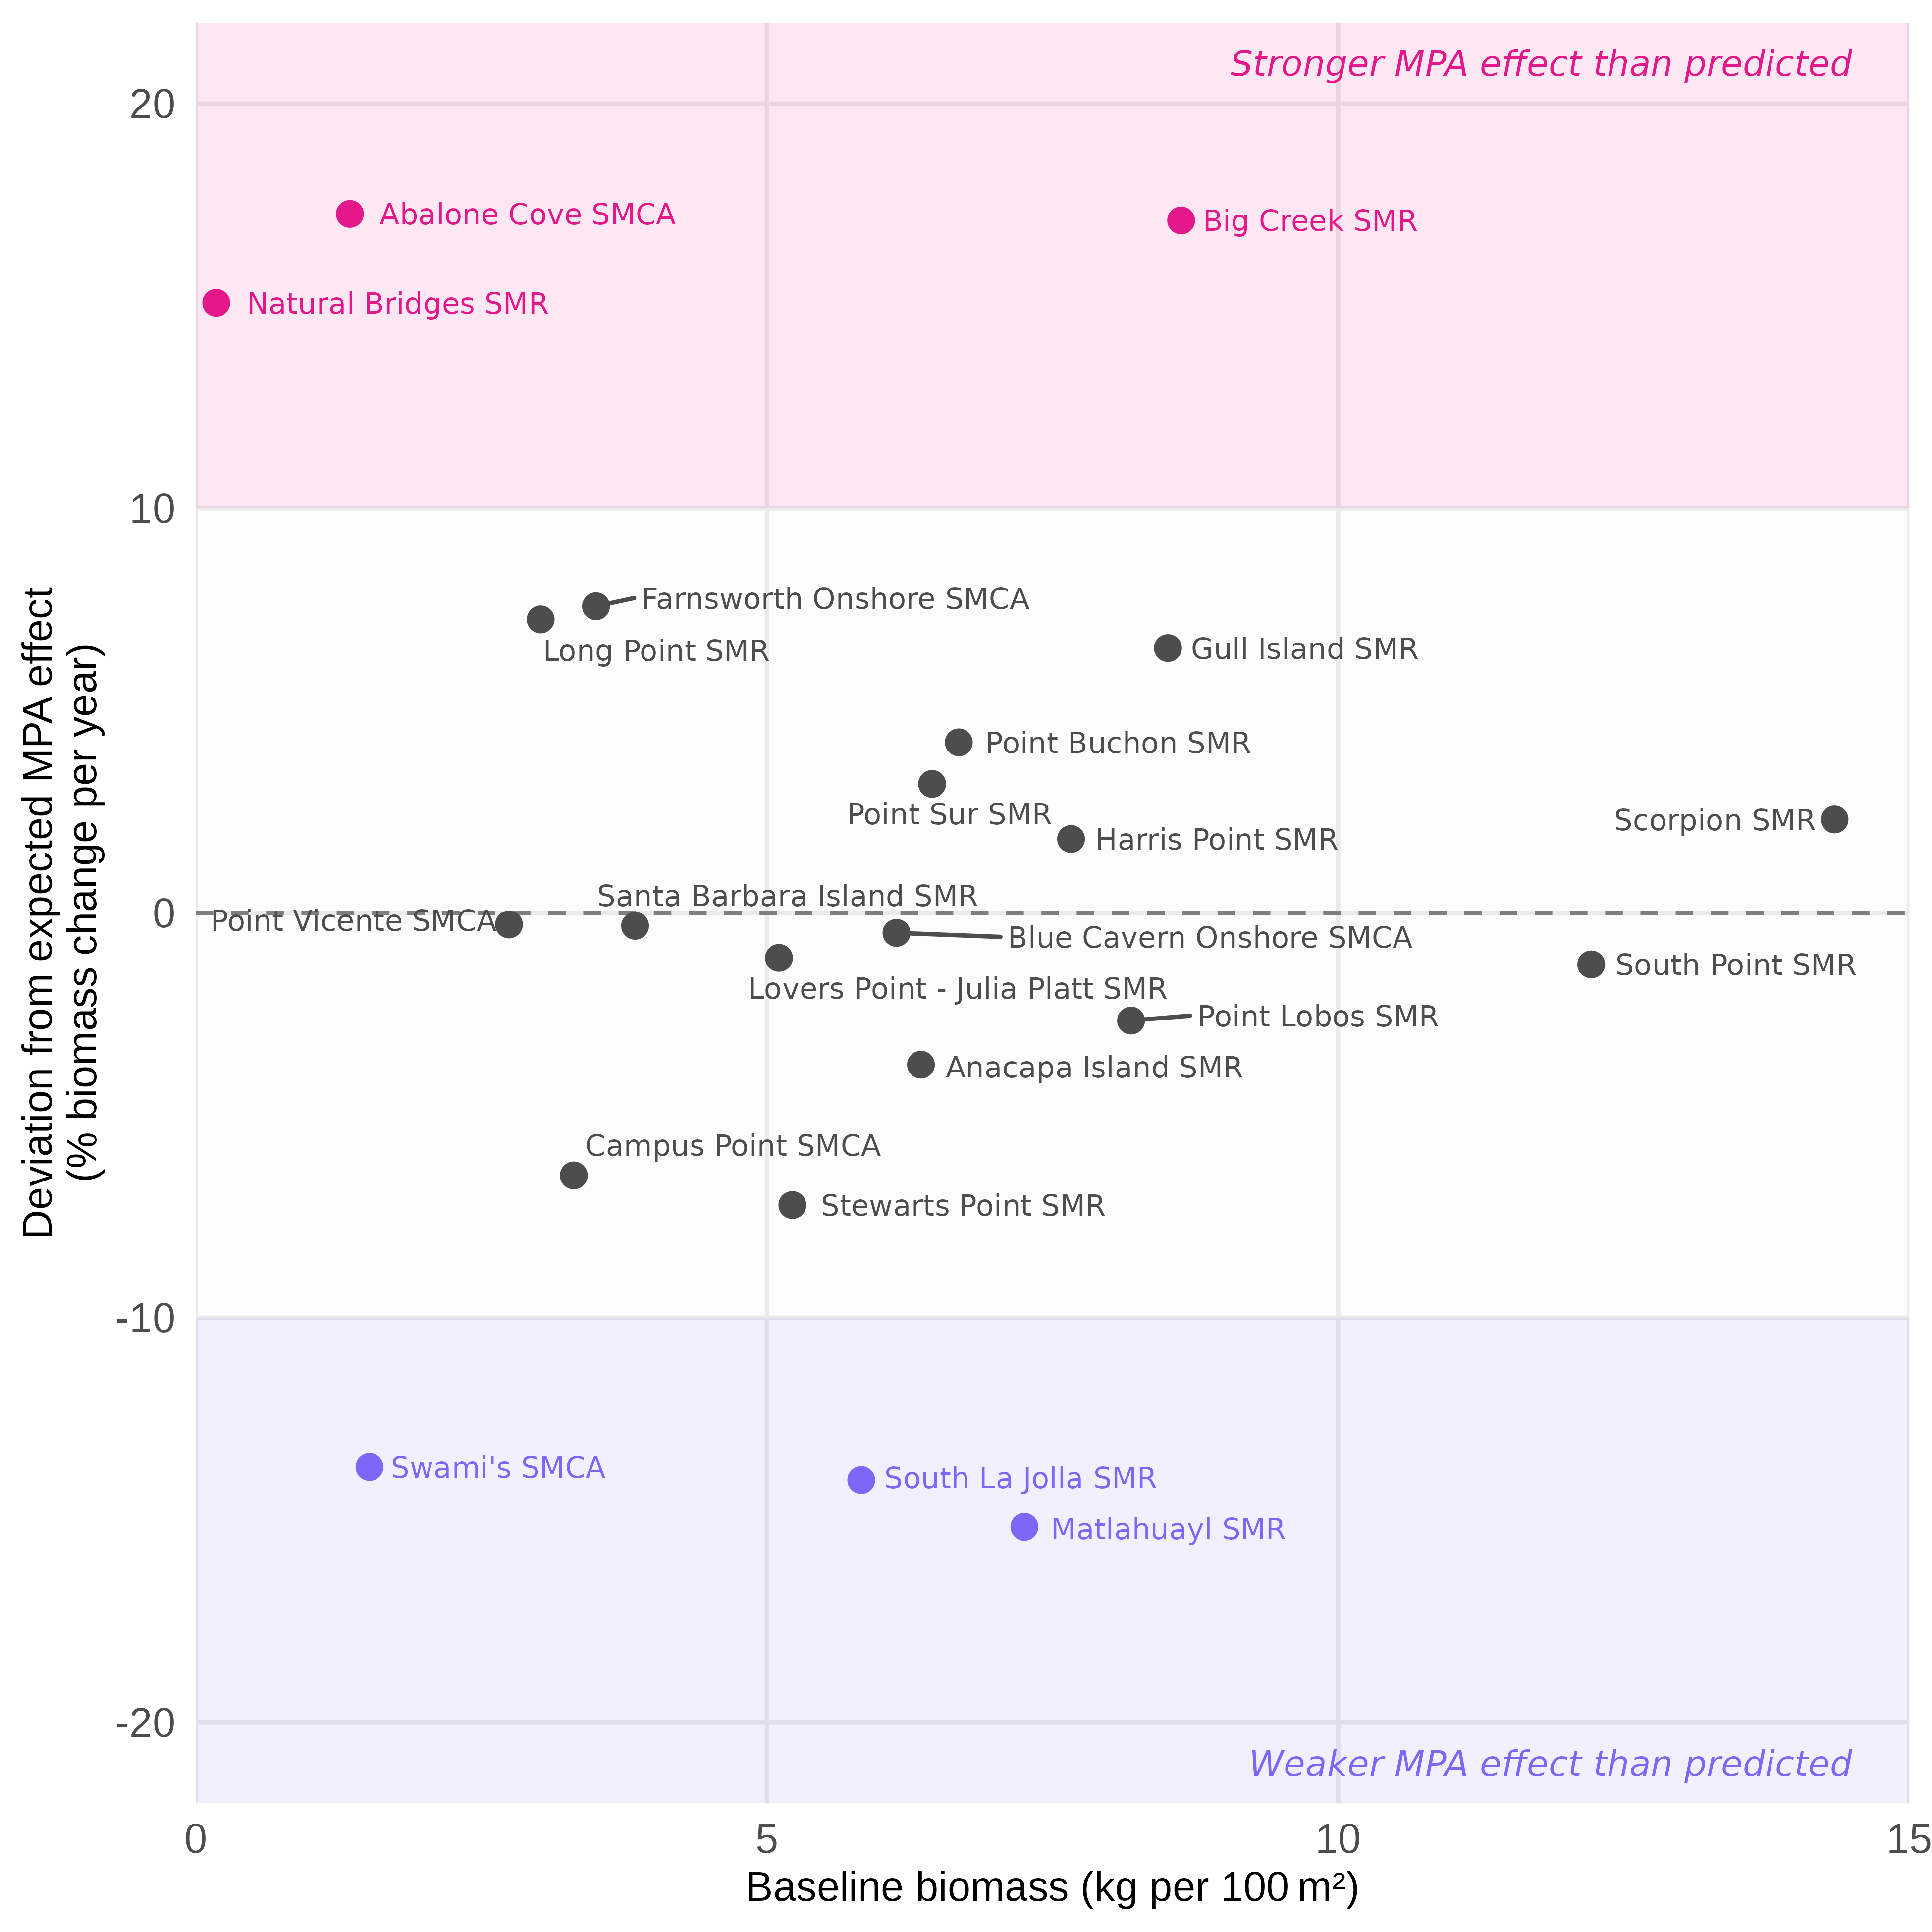 Stronger MPA effect than predicted
20
Abalone Cove SMCA
Big Creek SMR
Natural Bridges SMR
10
Farnsworth Onshore SMCA
Long Point SMR
Gull Island SMR
Point Buchon SMR
Point Sur SMR
Scorpion SMR
Harris Point SMR
Santa Barbara Island SMR
0
Point Vicente SMCA
Blue Cavern Onshore SMCA
South Point SMR
Lovers Point - Julia Platt SMR
Point Lobos SMR
Anacapa Island SMR
Campus Point SMCA
Stewarts Point SMR
-10
Swami's SMCA
South La Jolla SMR
Matlahuayl SMR
-20
Weaker MPA effect than predicted
0
5
10
15
Baseline biomass (kg per 100 m²)
Deviation from expected MPA effect
(% biomass change per year)